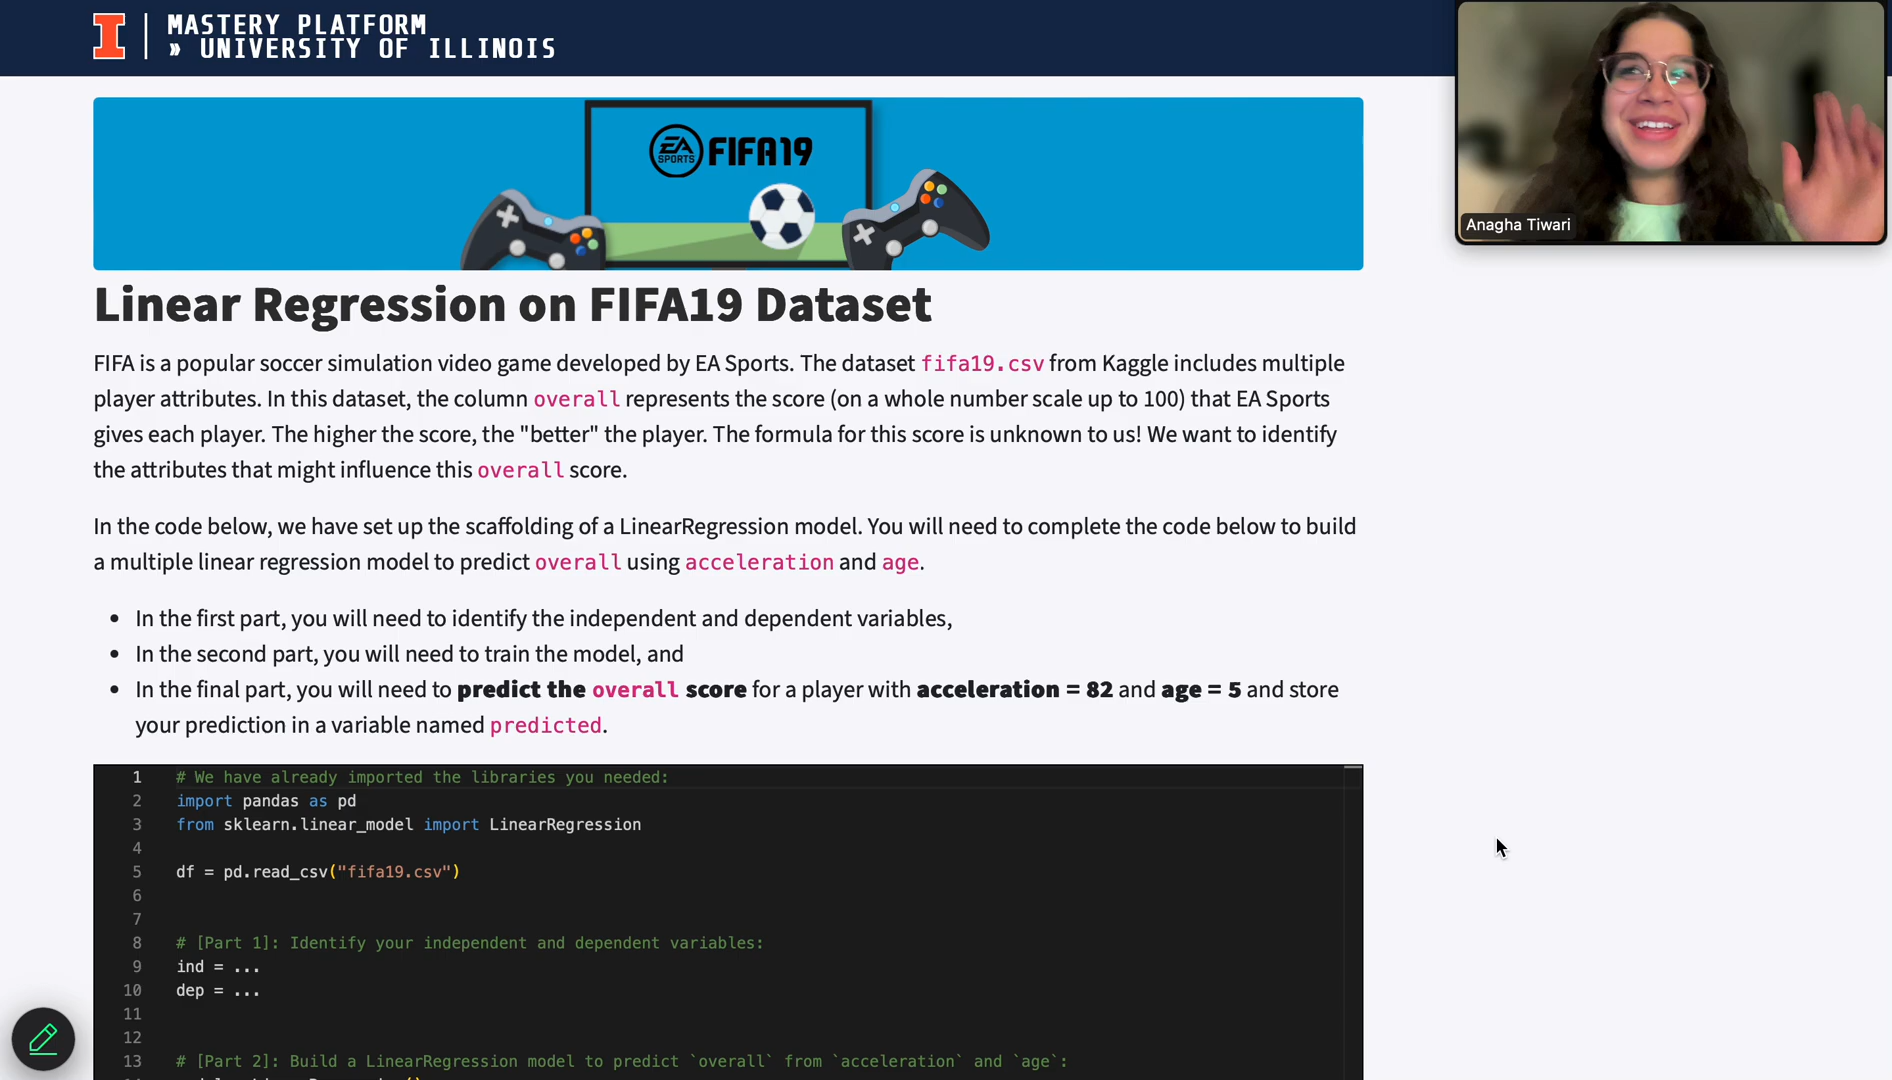 MASTERY PLATFORM
» UNIVERSITY OF ILLINOIS
EA SPORTS FIFA19
Anagha Tiwari
Linear Regression on FIFA19 Dataset
FIFA is a popular soccer simulation video game developed by EA Sports. The dataset fifa19.csv from Kaggle includes multiple
player attributes. In this dataset, the column overall represents the score (on a whole number scale up to 100) that EA Sports
gives each player. The higher the score, the "better" the player. The formula for this score is unknown to us! We want to identify
the attributes that might influence this overall score.
In the code below, we have set up the scaffolding of a LinearRegression model. You will need to complete the code below to build
a multiple linear regression model to predict overall using acceleration and age.
• In the first part, you will need to identify the independent and dependent variables,
• In the second part, you will need to train the model, and
• In the final part, you will need to predict the overall score for a player with acceleration = 82 and age = 5 and store
your prediction in a variable named predicted.
1 # We have already imported the libraries you needed:
2 import pandas as pd
3 from sklearn.linear_model import LinearRegression
4
5 df = pd.read_csv("fifa19.csv")
6
7
8 # [Part 1]: Identify your independent and dependent variables:
9 ind = ...
10 dep = ...
11
12
13 # [Part 2]: Build a LinearRegression model to predict `overall` from `acceleration` and `age`: